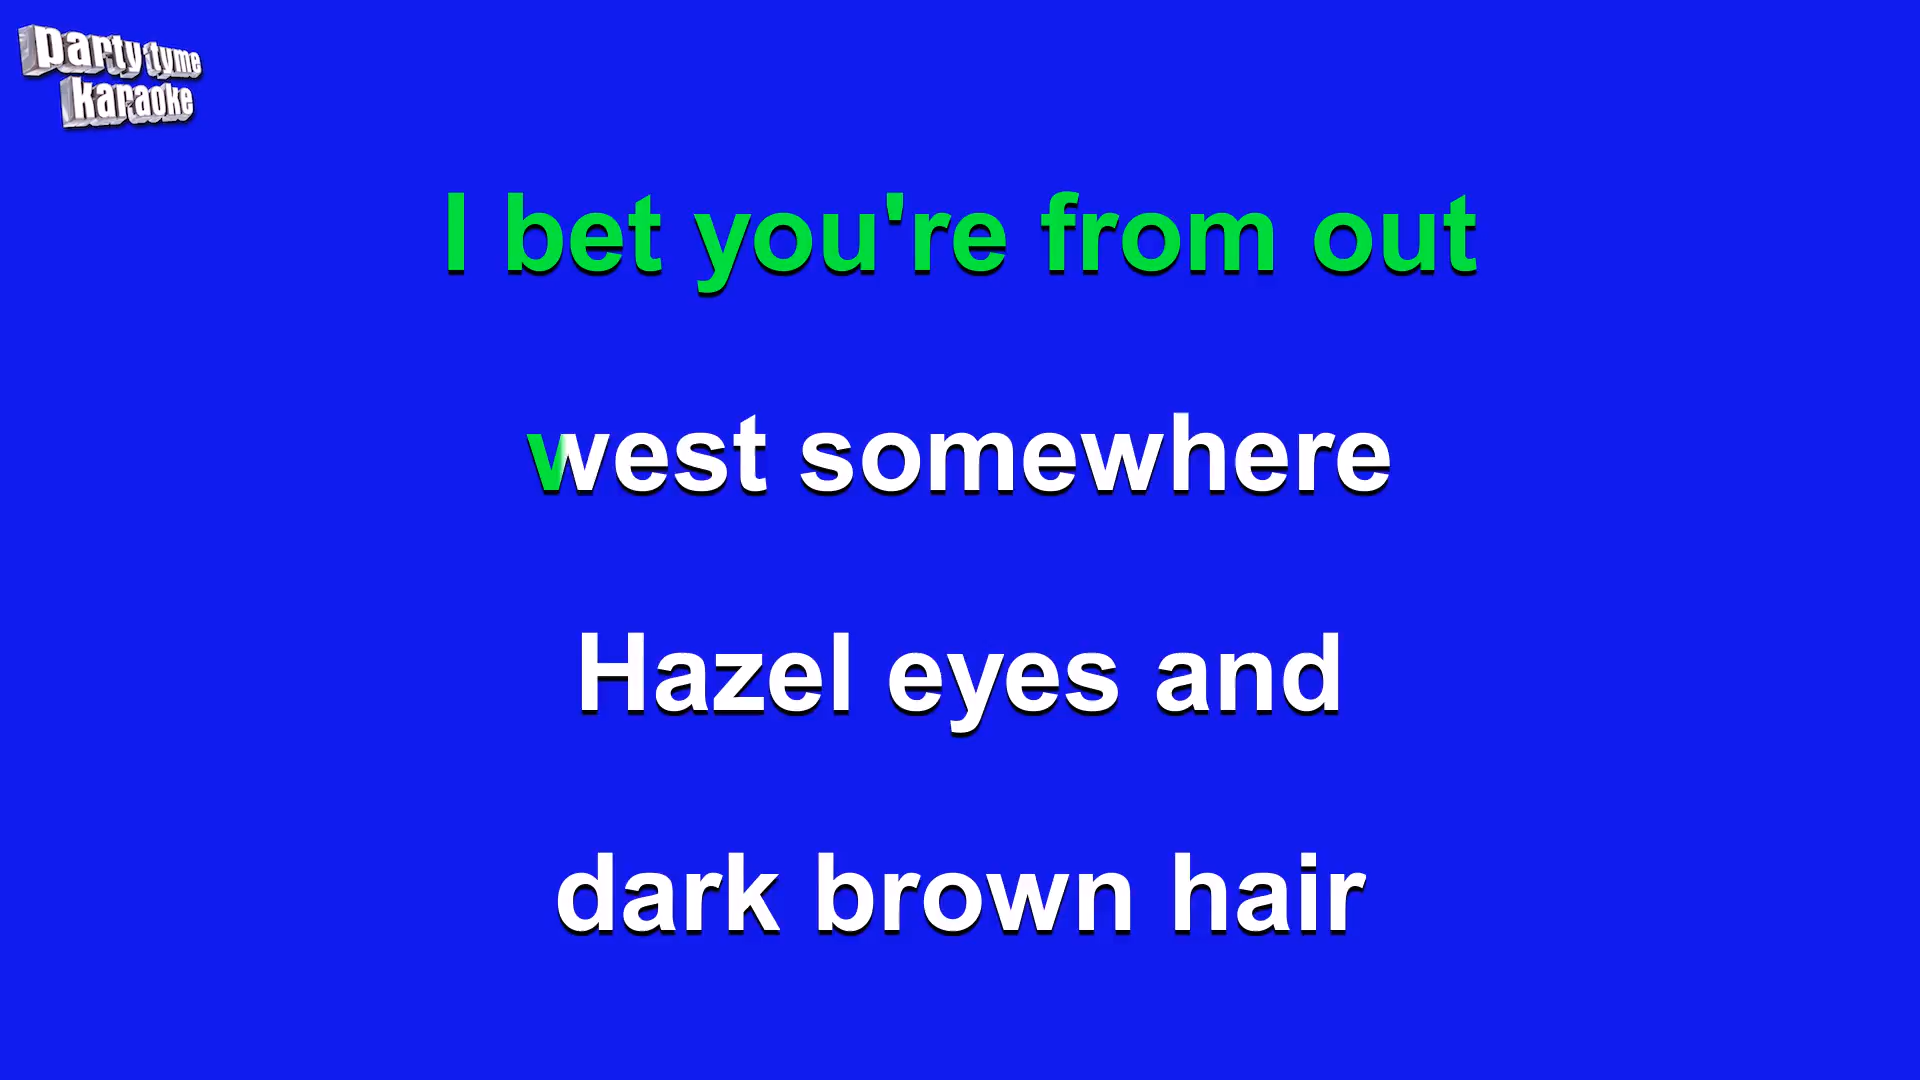 party tyme
karaoke
I bet you're from out
west somewhere
Hazel eyes and
dark brown hair